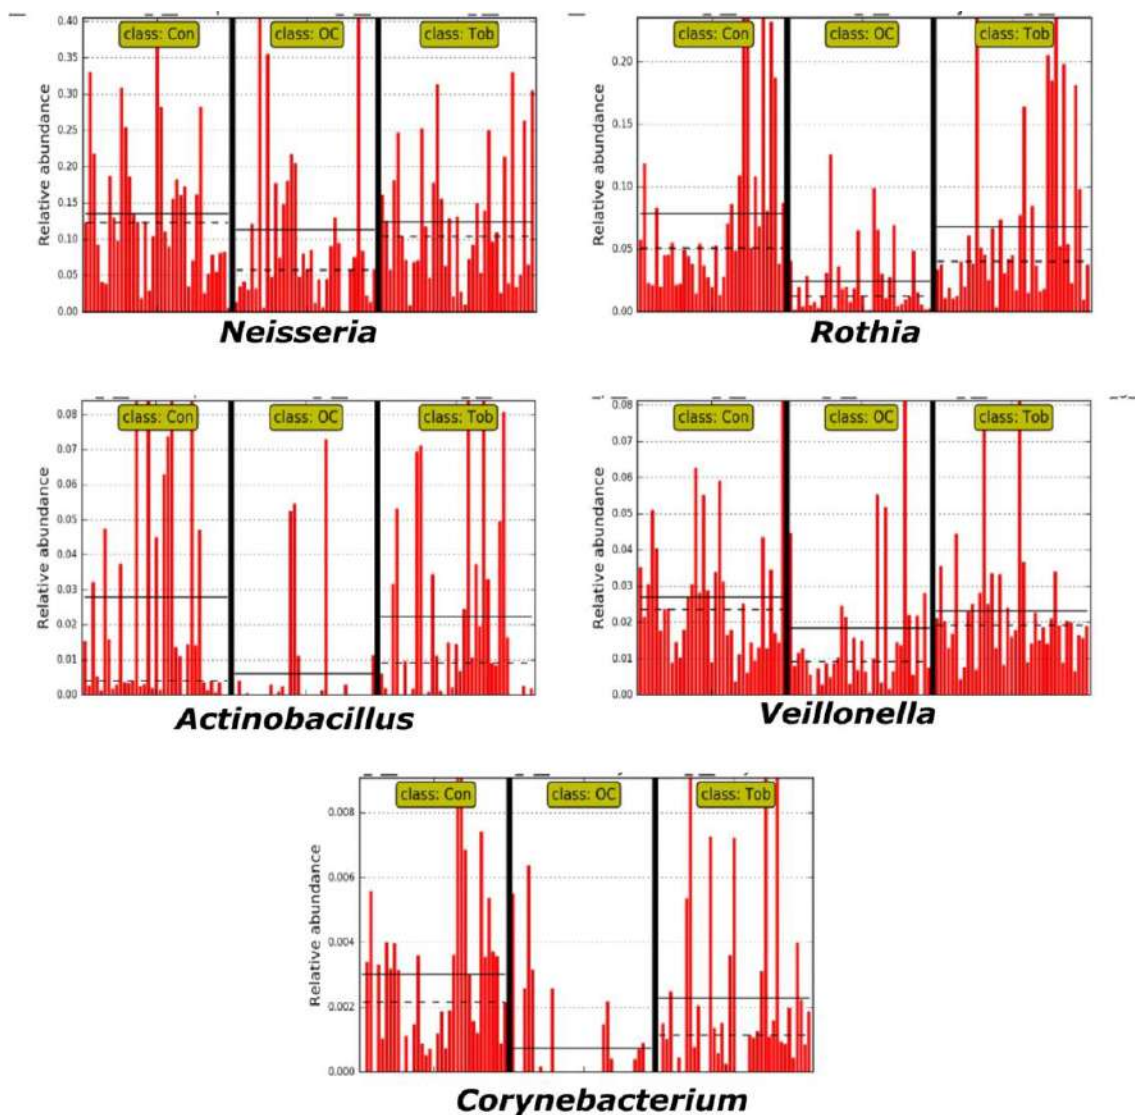 class: Con class: OC class: Tob
Relative abundance
0.40
0.35
0.30
0.25
0.20
0.15
0.10
0.05
0.00
Neisseria
class: Con class: OC class: Tob
Relative abundance
0.20
0.15
0.10
0.05
0.00
Rothia
class: Con class: OC class: Tob
Relative abundance
0.08
0.07
0.06
0.05
0.04
0.03
0.02
0.01
0.00
Actinobacillus
class: Con class: OC class: Tob
Relative abundance
0.08
0.07
0.06
0.05
0.04
0.03
0.02
0.01
0.00
Veillonella
class: Con class: OC class: Tob
Relative abundance
0.008
0.006
0.004
0.002
0.000
Corynebacterium